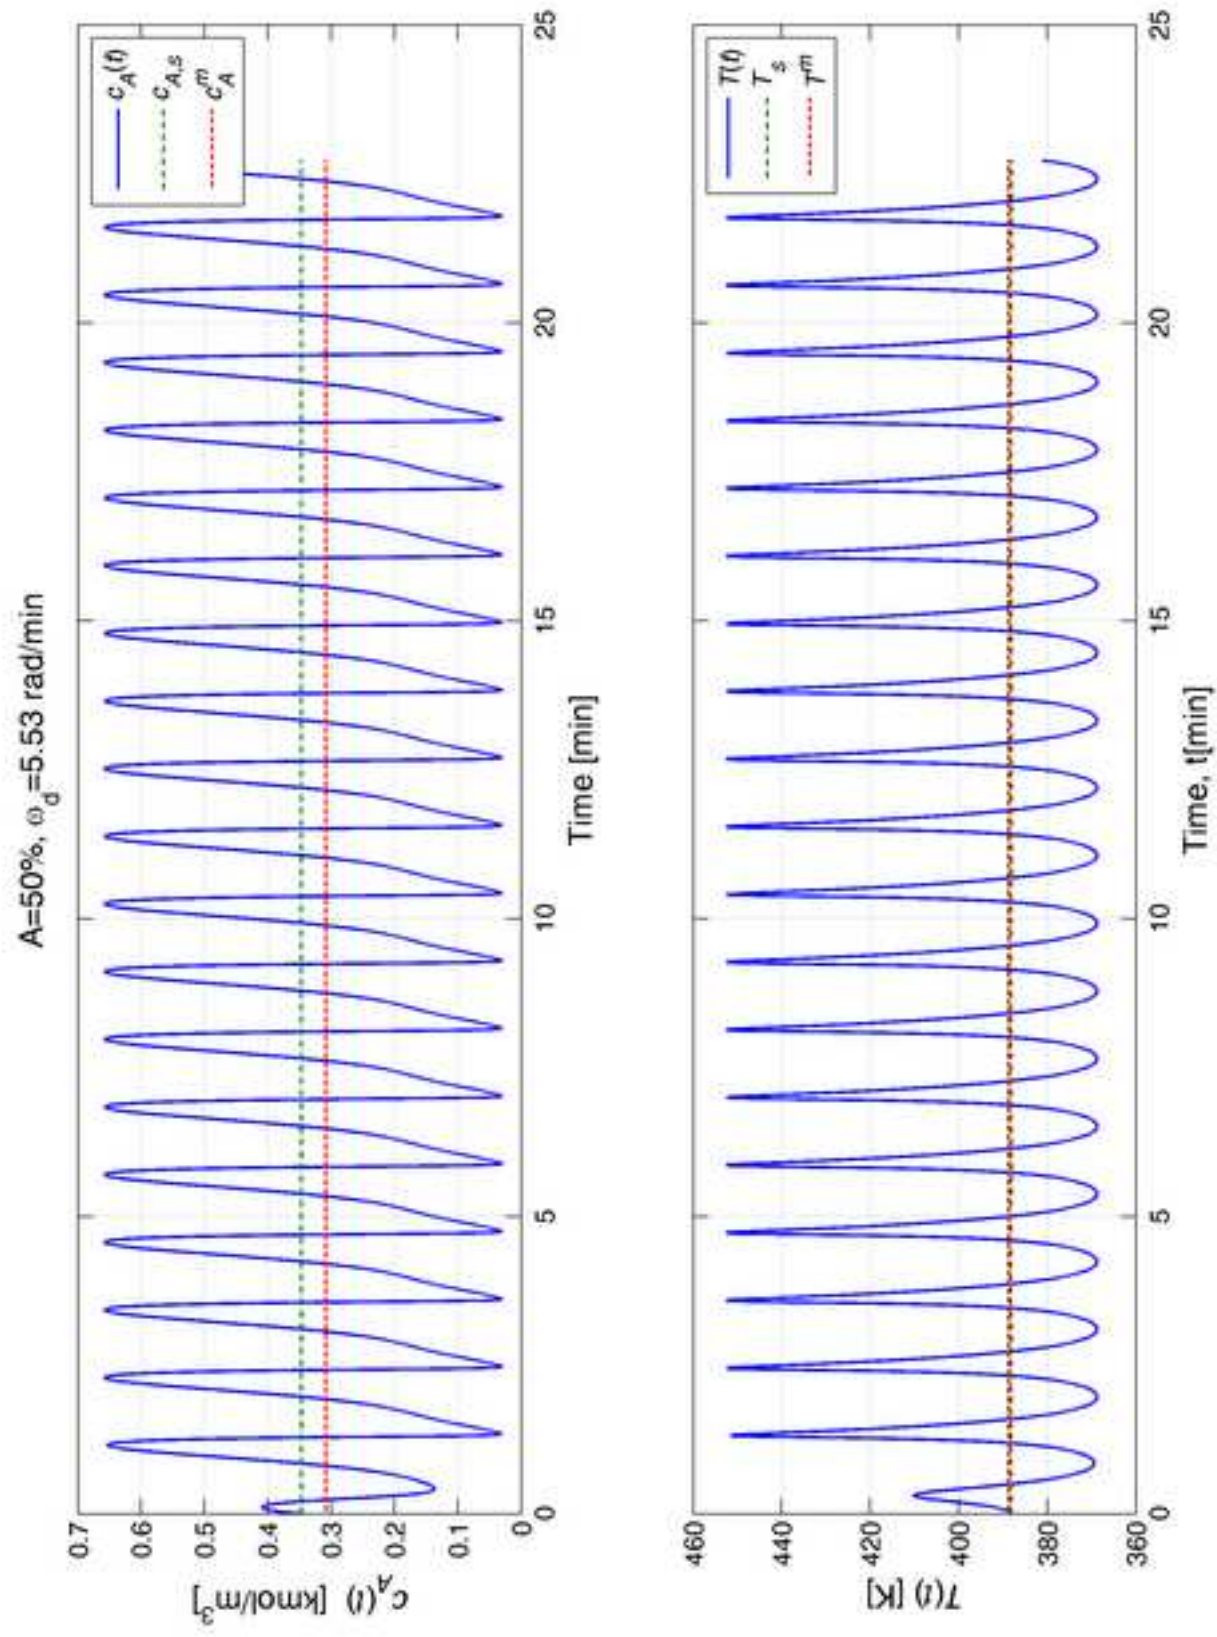 A=50%, ω_d=5.53 rad/min
c_A(t) [kmol/m³]
0.7
0.6
0.5
0.4
0.3
0.2
0.1
0
c_A(t)
c_{A,s}
c_A^m
0 5 10 15 20 25
Time [min]
T(t) [K]
460
440
420
400
380
360
T(t)
T_s
T^m
0 5 10 15 20 25
Time, t[min]